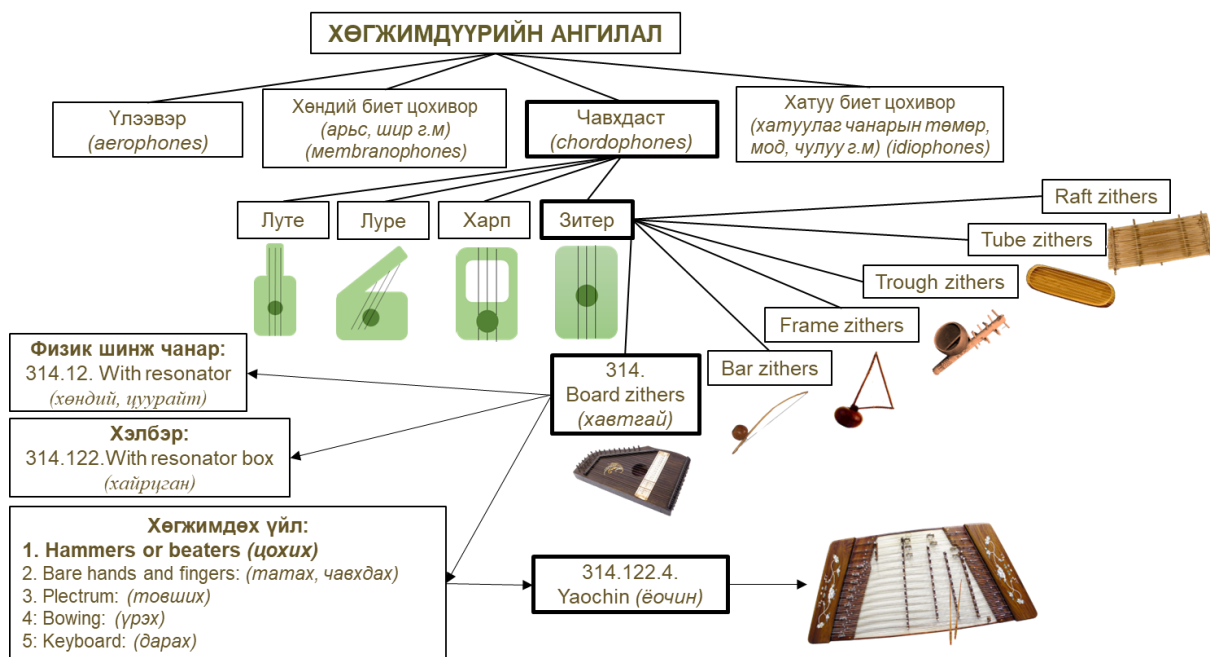 ХӨГЖИМДҮҮРИЙН АНГИЛАЛ
Үлээвэр
(aerophones)
Хөндий биет цохивор
(арьс, шир г.м)
(мembranophones)
Чавхдаст
(chordophones)
Хатуу биет цохивор
(хатуулаг чанарын төмөр,
мод, чулуу г.м) (idiophones)
Луте
Луре
Харп
Зитер
Raft zithers
Tube zithers
Trough zithers
Frame zithers
Bar zithers
314.
Board zithers
(хавтгай)
Физик шинж чанар:
314.12. With resonator
(хөндий, цуурайт)
Хэлбэр:
314.122.With resonator box
(хайрцган)
Хөгжимдөх үйл:
1. Hammers or beaters (цохих)
2. Bare hands and fingers: (татах, чавхдах)
3. Plectrum: (товших)
4: Bowing: (үрэх)
5: Keyboard: (дарах)
314.122.4.
Yaochin (ёочин)